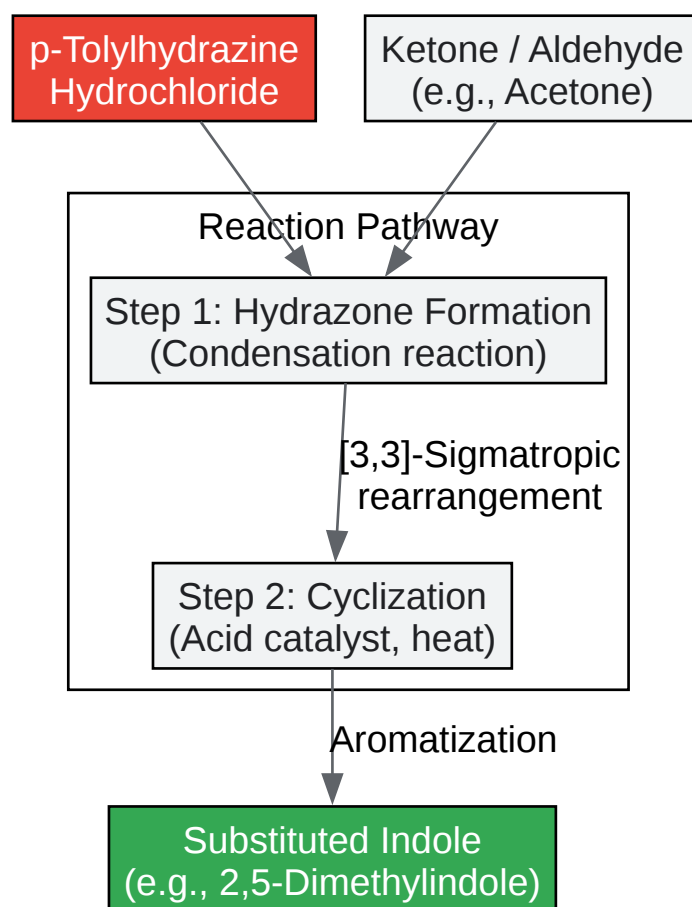 p-Tolylhydrazine
Hydrochloride
Ketone / Aldehyde
(e.g., Acetone)
Reaction Pathway
Step 1: Hydrazone Formation
(Condensation reaction)
[3,3]-Sigmatropic
rearrangement
Step 2: Cyclization
(Acid catalyst, heat)
Aromatization
Substituted Indole
(e.g., 2,5-Dimethylindole)